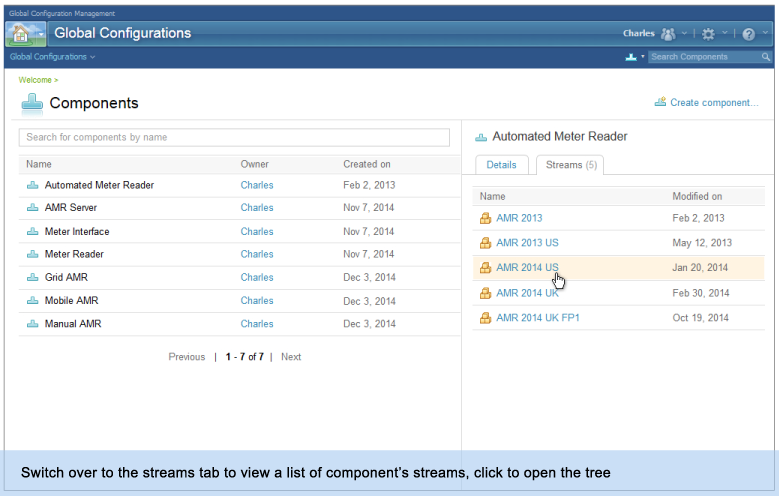 Global Configuration Management
Global Configurations
Charles
Global Configurations
Search Components
Welcome >
Components
Create component...
Search for components by name
Name Owner Created on
Automated Meter Reader Charles Feb 2, 2013
AMR Server Charles Nov 7, 2014
Meter Interface Charles Nov 7, 2014
Meter Reader Charles Nov 7, 2014
Grid AMR Charles Dec 3, 2014
Mobile AMR Charles Dec 3, 2014
Manual AMR Charles Dec 3, 2014
Previous | 1 - 7 of 7 | Next
Automated Meter Reader
Details Streams (5)
Name Modified on
AMR 2013 Feb 2, 2013
AMR 2013 US May 12, 2013
AMR 2014 US Jan 20, 2014
AMR 2014 UK Feb 30, 2014
AMR 2014 UK FP1 Oct 19, 2014
Switch over to the streams tab to view a list of component's streams, click to open the tree